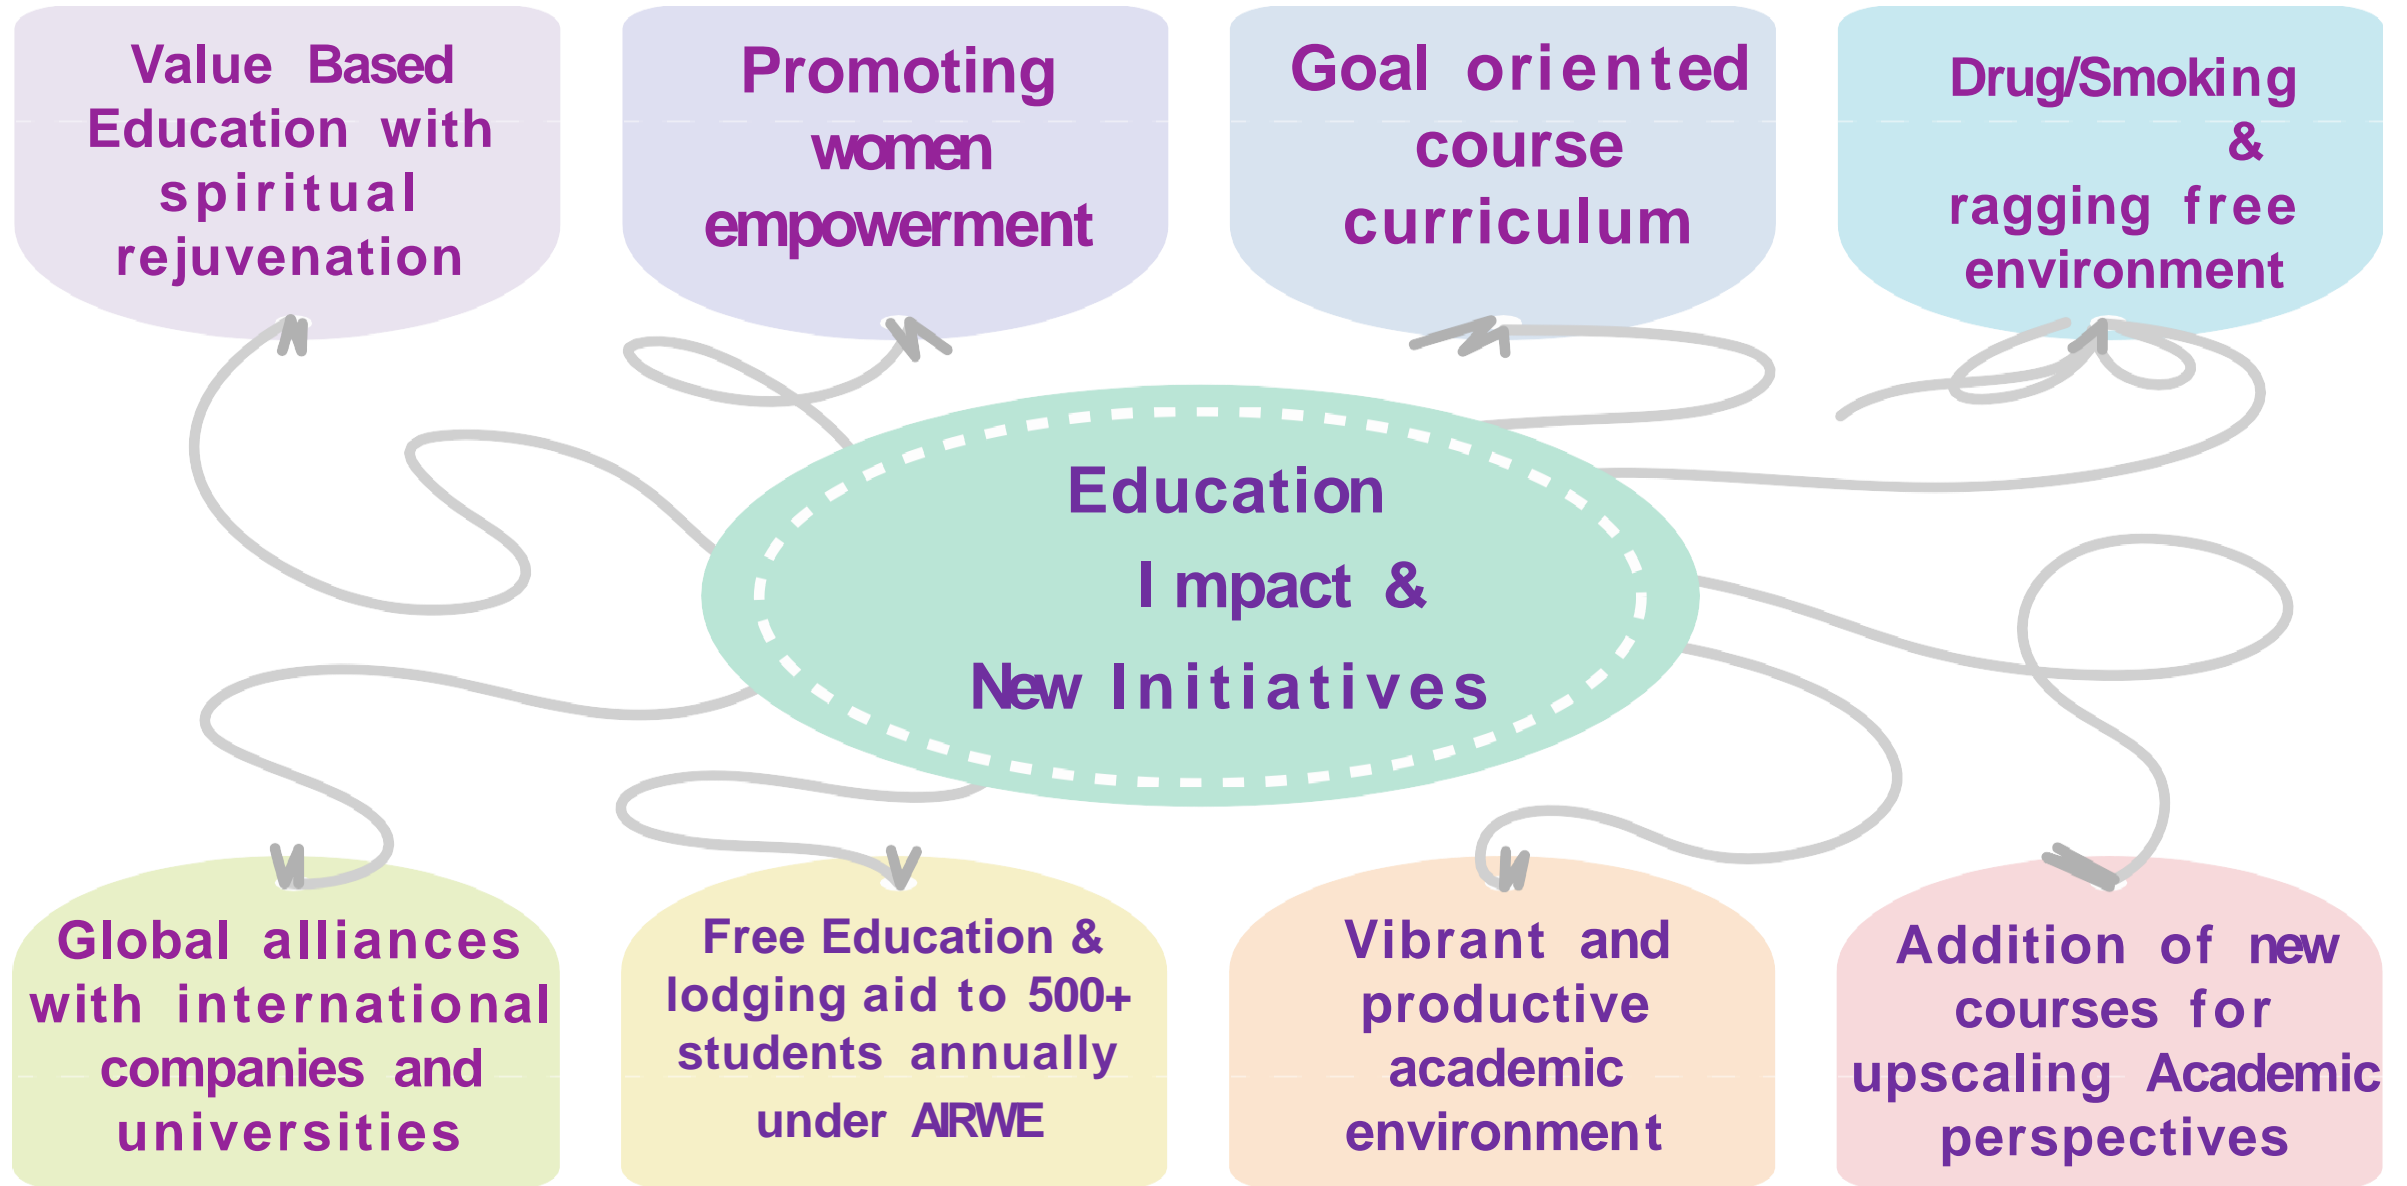 Value Based
Education with
spiritual
rejuvenation
Promoting
women
empowerment
Goal oriented
course
curriculum
Drug/Smoking
&
ragging free
environment
Education
Impact &
New Initiatives
Global alliances
with international
companies and
universities
Free Education &
lodging aid to 500+
students annually
under AIRWE
Vibrant and
productive
academic
environment
Addition of new
courses for
upscaling Academic
perspectives